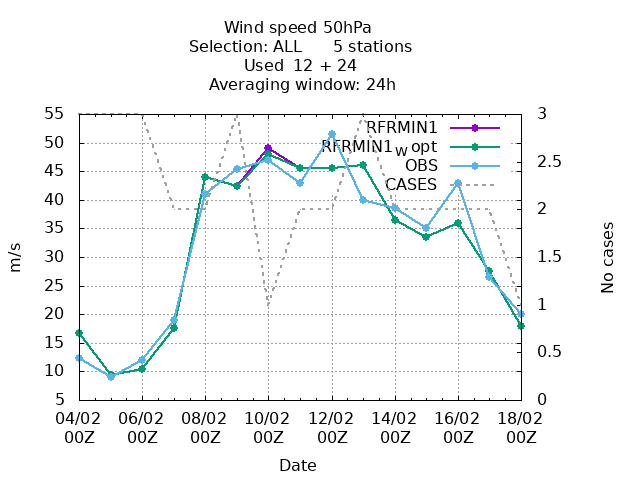 Wind speed 50hPa
Selection: ALL      5 stations
Used  12 + 24
Averaging window: 24h
55
50
45
40
35
30
25
20
15
10
5
3
2.5
2
1.5
1
0.5
0
RFRMIN1
RFRMIN1w opt
OBS
CASES
m/s
No cases
04/02 06/02 08/02 10/02 12/02 14/02 16/02 18/02
00Z 00Z 00Z 00Z 00Z 00Z 00Z 00Z
Date